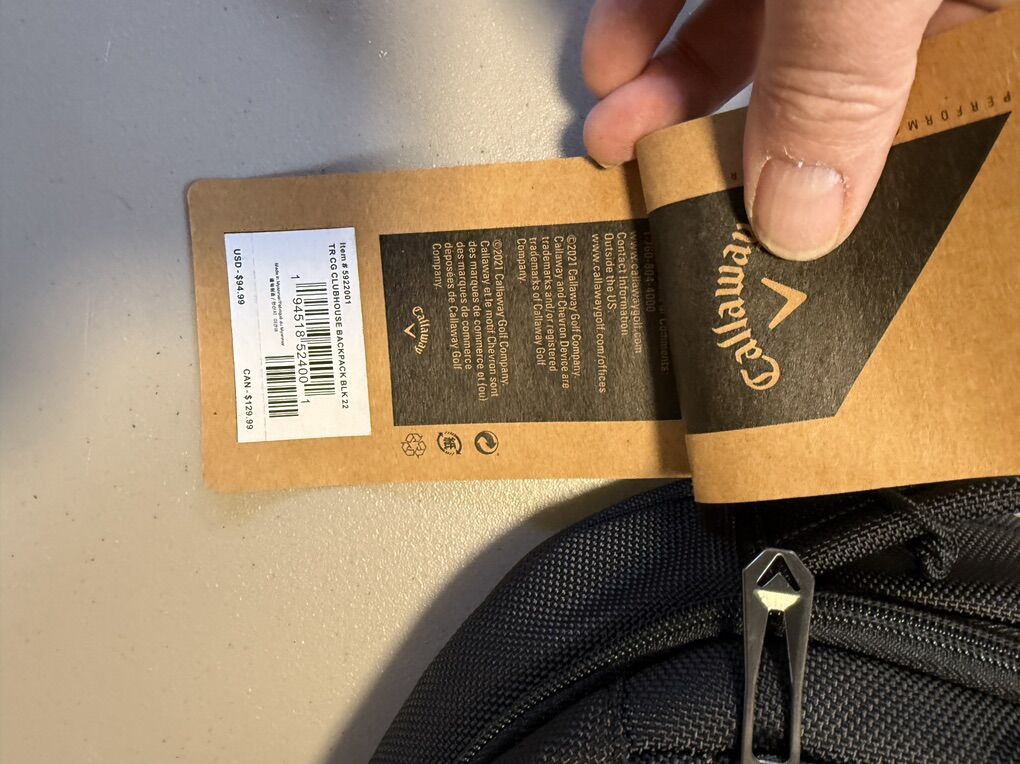 Item # 5922001
TR CG CLUBHOUSE BACKPACK BLK 22
1 94518 52400 1
USD - $94.99
CAN - $129.99
Callaway
©2021 Callaway Golf Company.
Callaway et le motif Chevron sont
des marques de commerce et (ou)
des marques de commerce
déposées de Callaway Golf
Company.
©2021 Callaway Golf Company.
Callaway and Chevron Device are
trademarks and/or registered
trademarks of Callaway Golf
Company.
www.callawaygolf.com
Contact information
Outside the US:
www.callawaygolf.com/offices
紙
Callaway
PERFORM